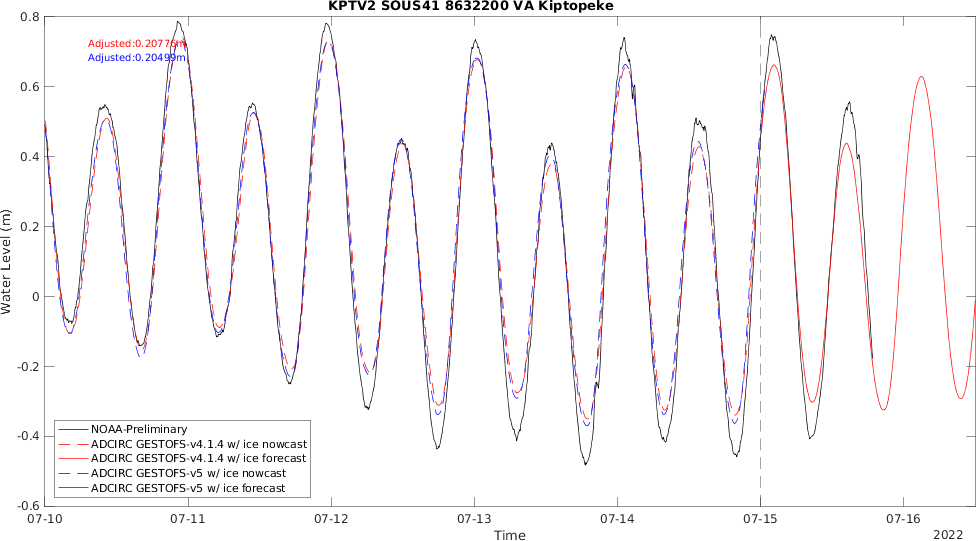 KPTV2 SOUS41 8632200 VA Kiptopeke
Adjusted:0.20776m
Adjusted:0.20499m
0.8
0.6
0.4
0.2
0
-0.2
-0.4
-0.6
Water Level (m)
NOAA-Preliminary
ADCIRC GESTOFS-v4.1.4 w/ ice nowcast
ADCIRC GESTOFS-v4.1.4 w/ ice forecast
ADCIRC GESTOFS-v5 w/ ice nowcast
ADCIRC GESTOFS-v5 w/ ice forecast
07-10 07-11 07-12 07-13 07-14 07-15 07-16
Time
2022